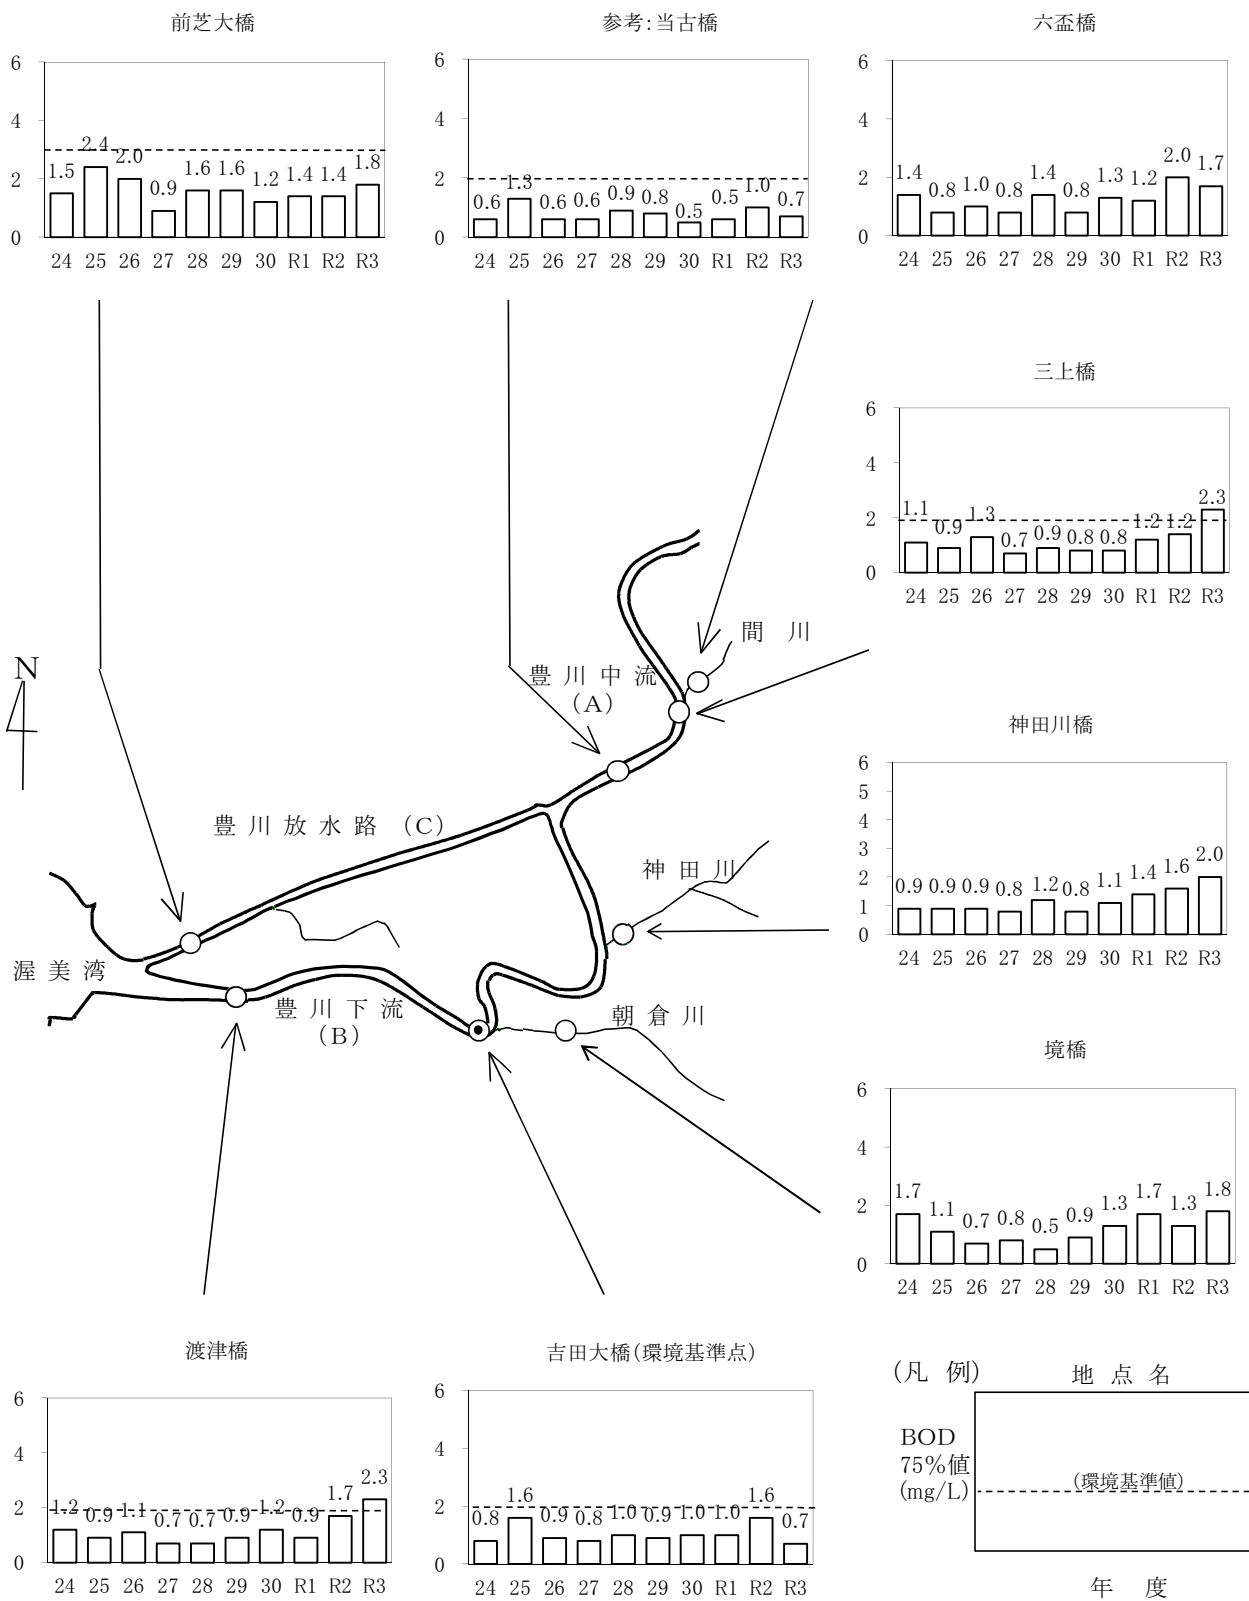 前芝大橋
6
4
2
0
1.5 2.4 2.0 0.9 1.6 1.6 1.2 1.4 1.4 1.8
24 25 26 27 28 29 30 R1 R2 R3
参考：当古橋
6
4
2
0
0.6 1.3 0.6 0.6 0.9 0.8 0.5 0.5 1.0 0.7
24 25 26 27 28 29 30 R1 R2 R3
六盃橋
6
4
2
0
1.4 0.8 1.0 0.8 1.4 0.8 1.3 1.2 2.0 1.7
24 25 26 27 28 29 30 R1 R2 R3
三上橋
6
4
2
0
1.1 0.9 1.3 0.7 0.9 0.8 0.8 1.2 1.2 2.3
24 25 26 27 28 29 30 R1 R2 R3
N
間 川
豊川中流
（A）
豊川放水路（C）
神田川
渥美湾
豊川下流
（B）
朝倉川
神田川橋
6
5
4
3
2
1
0
0.9 0.9 0.9 0.8 1.2 0.8 1.1 1.4 1.6 2.0
24 25 26 27 28 29 30 R1 R2 R3
境橋
6
4
2
0
1.7 1.1 0.7 0.8 0.5 0.9 1.3 1.7 1.3 1.8
24 25 26 27 28 29 30 R1 R2 R3
渡津橋
6
4
2
0
1.2 0.9 1.1 0.7 0.7 0.9 1.2 0.9 1.7 2.3
24 25 26 27 28 29 30 R1 R2 R3
吉田大橋（環境基準点）
6
4
2
0
0.8 1.6 0.9 0.8 1.0 0.9 1.0 1.0 1.6 0.7
24 25 26 27 28 29 30 R1 R2 R3
（凡 例）
地 点 名
BOD
75％値
(mg/L)
（環境基準値）
年 度